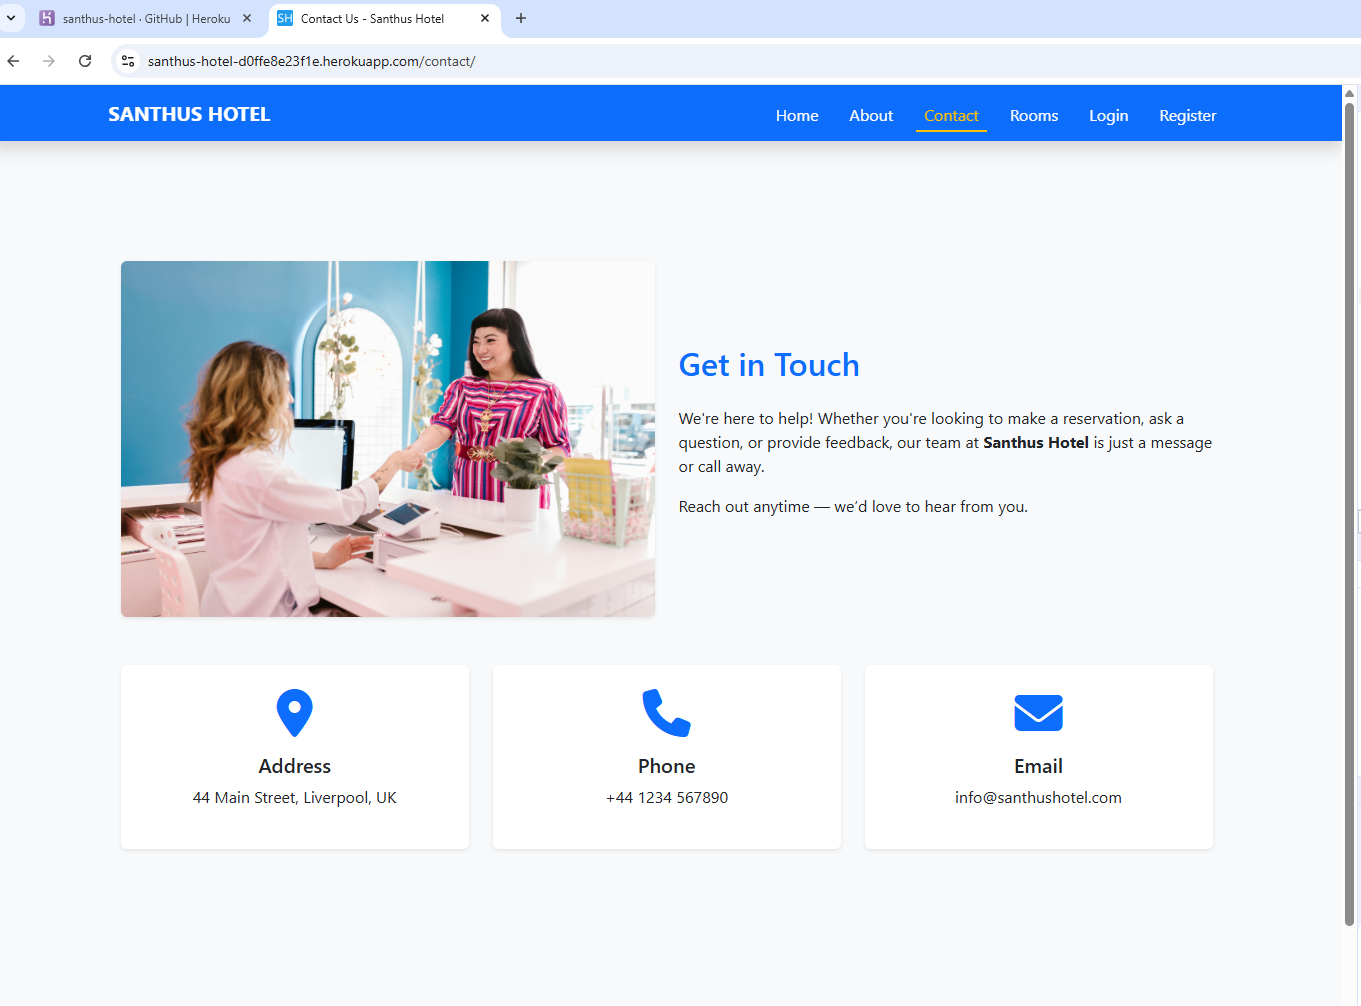 santhus-hotel · GitHub | Heroku
SH Contact Us - Santhus Hotel
santhus-hotel-d0ffe8e23f1e.herokuapp.com/contact/
SANTHUS HOTEL
Home About Contact Rooms Login Register
Get in Touch
We're here to help! Whether you're looking to make a reservation, ask a
question, or provide feedback, our team at Santhus Hotel is just a message
or call away.
Reach out anytime — we’d love to hear from you.
Address
44 Main Street, Liverpool, UK
Phone
+44 1234 567890
Email
info@santhushotel.com